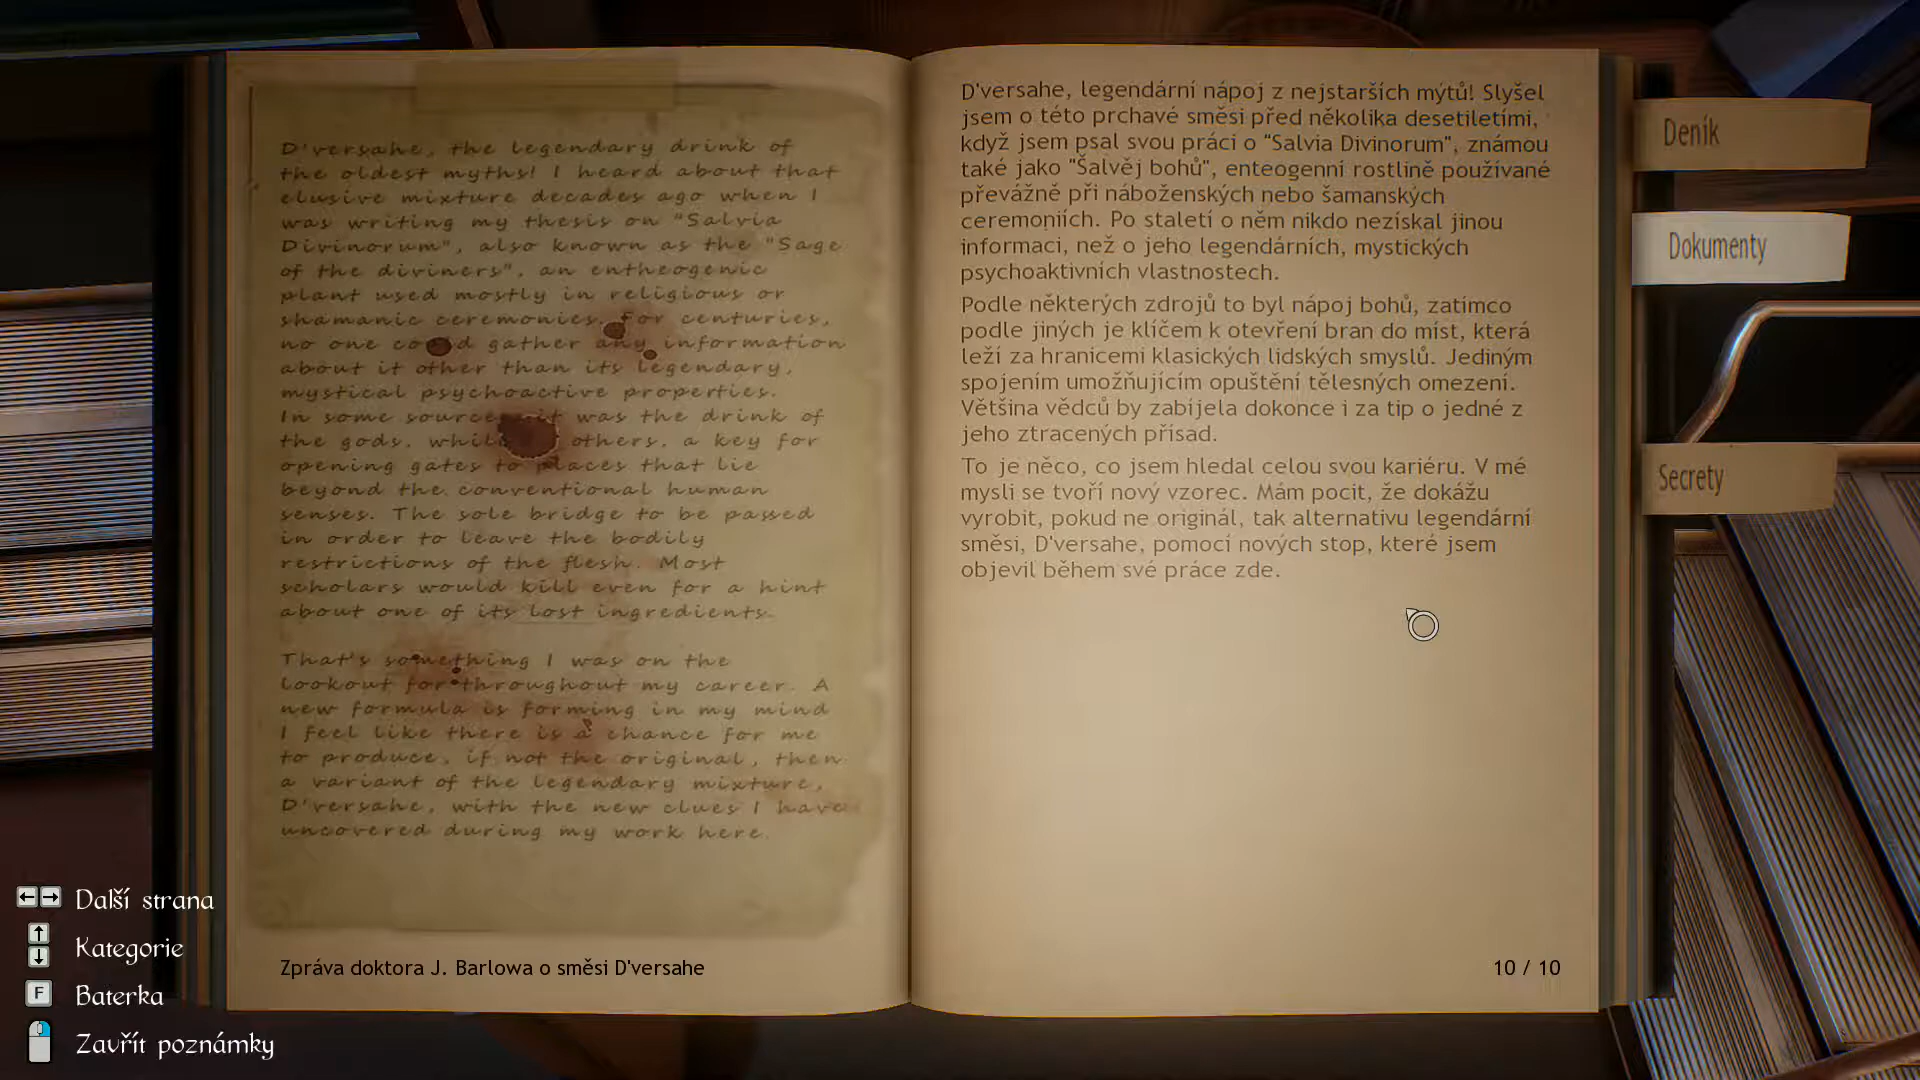 D'versahe, the legendary drink of
the oldest myths! I heard about that
elusive mixture decades ago when I
was writing my thesis on "Salvia
Divinorum", also known as the "Sage
of the diviners", an entheogenic
plant used mostly in religious or
shamanic ceremonies. For centuries,
no one could gather any information
about it other than its legendary,
mystical psychoactive properties.
In some sources it was the drink of
the gods, while others, a key for
opening gates to places that lie
beyond the conventional human
senses. The sole bridge to be passed
in order to leave the bodily
restrictions of the flesh. Most
scholars would kill even for a hint
about one of its lost ingredients.
That's something I was on the
lookout for throughout my career. A
new formula is forming in my mind
I feel like there is a chance for me
to produce, if not the original, then
a variant of the legendary mixture,
D'versahe, with the new clues I have
uncovered during my work here.
Zpráva doktora J. Barlowa o směsi D'versahe
D'versahe, legendární nápoj z nejstarších mýtů! Slyšel
jsem o této prchavé směsi před několika desetiletími,
když jsem psal svou práci o "Salvia Divinorum", známou
také jako "Šalvěj bohů", enteogenní rostlině používané
převážně při náboženských nebo šamanských
ceremoniích. Po staletí o něm nikdo nezískal jinou
informaci, než o jeho legendárních, mystických
psychoaktivních vlastnostech.
Podle některých zdrojů to byl nápoj bohů, zatímco
podle jiných je klíčem k otevření bran do míst, která
leží za hranicemi klasických lidských smyslů. Jediným
spojením umožňujícím opuštění tělesných omezení.
Většina vědců by zabíjela dokonce i za tip o jedné z
jeho ztracených přísad.
To je něco, co jsem hledal celou svou kariéru. V mé
mysli se tvoří nový vzorec. Mám pocit, že dokážu
vyrobit, pokud ne originál, tak alternativu legendární
směsi, D'versahe, pomocí nových stop, které jsem
objevil během své práce zde.
10 / 10
Deník
Dokumenty
Secrety
Další strana
Kategorie
F Baterka
Zavřít poznámky